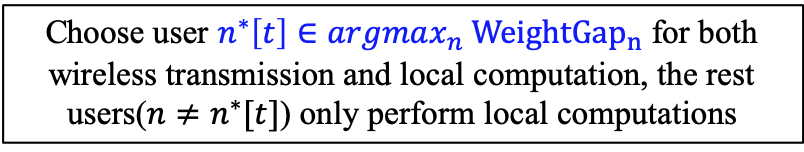 Choose user n*[t] ∈ argmaxₙ WeightGapₙ for both
wireless transmission and local computation, the rest
users(n ≠ n*[t]) only perform local computations